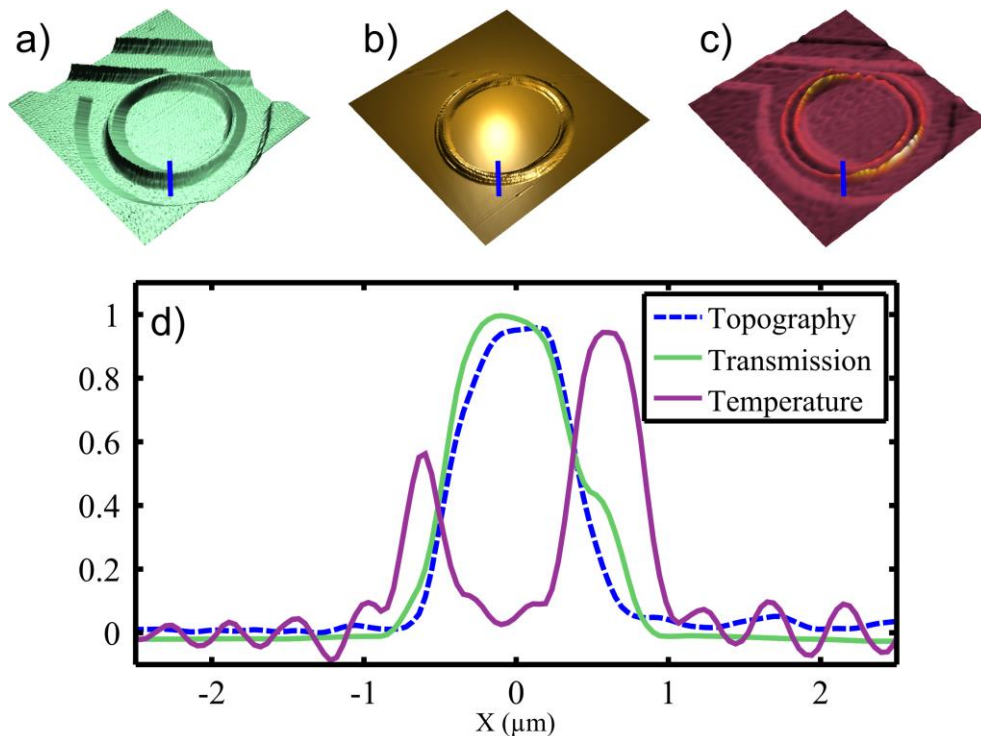 a)
b)
c)
d)
Topography
Transmission
Temperature
1
0.8
0.6
0.4
0.2
0
-2
-1
0
1
2
X (µm)